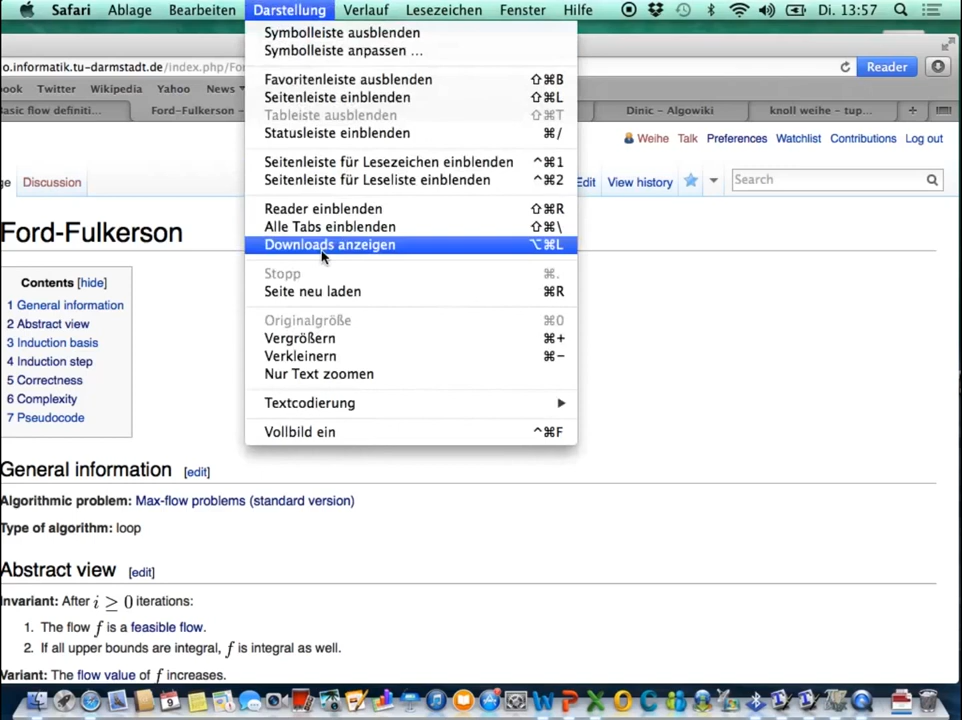 Safari Ablage Bearbeiten Darstellung Verlauf Lesezeichen Fenster Hilfe Di. 13:57
Symbolleiste ausblenden
Symbolleiste anpassen ...
Favoritenleiste ausblenden ⇧⌘B
Seitenleiste einblenden ⇧⌘L
Tableiste ausblenden ⇧⌘T
Statusleiste einblenden ⌘/
Seitenleiste für Lesezeichen einblenden ^⌘1
Seitenleiste für Leseliste einblenden ^⌘2
Reader einblenden ⇧⌘R
Alle Tabs einblenden ⇧⌘\
Downloads anzeigen ⌥⌘L
Stopp ⌘.
Seite neu laden ⌘R
Originalgröße ⌘0
Vergrößern ⌘+
Verkleinern ⌘−
Nur Text zoomen
Textcodierung ▶
Vollbild ein ^⌘F
o.informatik.tu-darmstadt.de/index.php/Fo Reader
ook Twitter Wikipedia Yahoo News
asic flow definiti... Ford-Fulkerson – Dinic – Algowiki knoll weihe – tup... +
Weihe Talk Preferences Watchlist Contributions Log out
ge Discussion Edit View history Search
Ford-Fulkerson
Contents [hide]
1 General information
2 Abstract view
3 Induction basis
4 Induction step
5 Correctness
6 Complexity
7 Pseudocode
General information [edit]
Algorithmic problem: Max-flow problems (standard version)
Type of algorithm: loop
Abstract view [edit]
Invariant: After i ≥ 0 iterations:
1. The flow f is a feasible flow.
2. If all upper bounds are integral, f is integral as well.
Variant: The flow value of f increases.